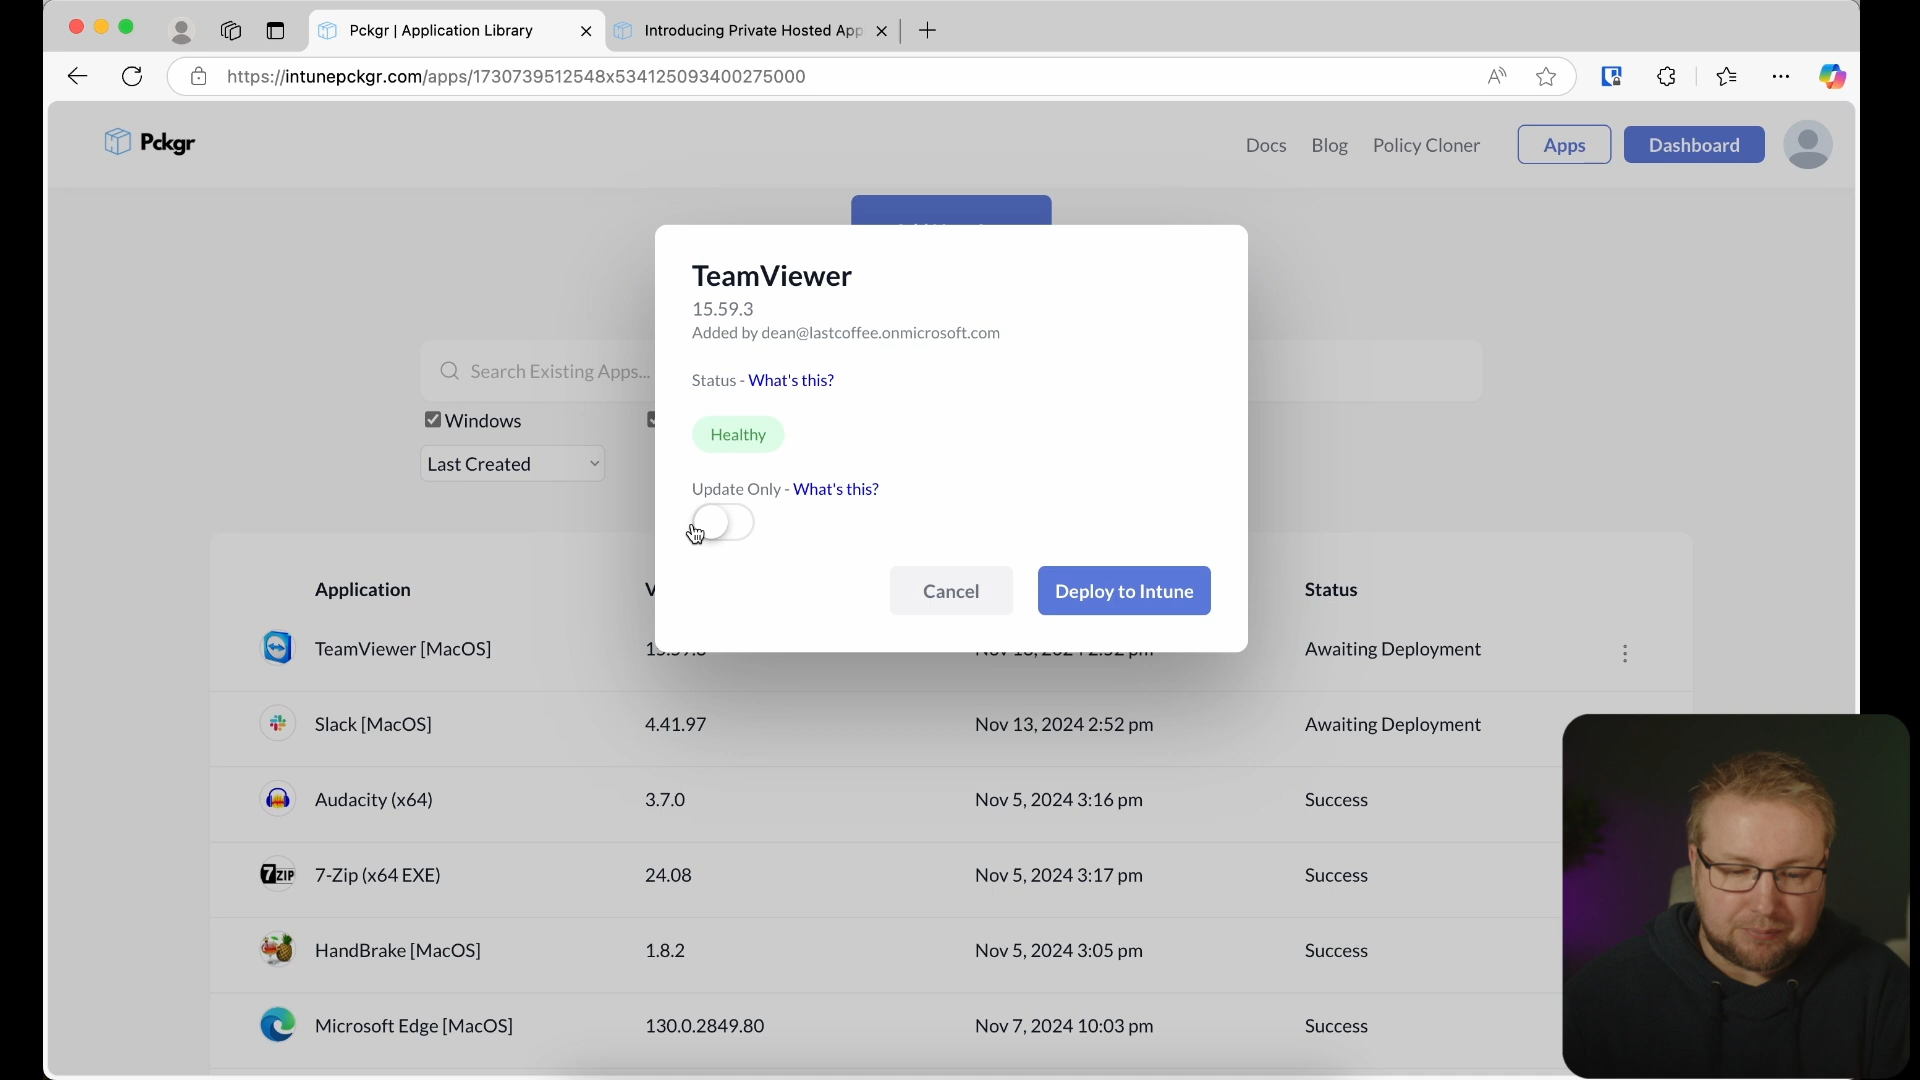 Pckgr | Application Library
Introducing Private Hosted App
https://intunepckgr.com/apps/1730739512548x534125093400275000
Pckgr
Docs
Blog
Policy Cloner
Apps
Dashboard
TeamViewer
15.59.3
Added by dean@lastcoffee.onmicrosoft.com
Search Existing Apps...
Status - What's this?
Windows
Healthy
Last Created
Update Only - What's this?
Cancel
Deploy to Intune
Application
Status
TeamViewer [MacOS]
Awaiting Deployment
Slack [MacOS]
4.41.97
Nov 13, 2024 2:52 pm
Awaiting Deployment
Audacity (x64)
3.7.0
Nov 5, 2024 3:16 pm
Success
7ZIP
7-Zip (x64 EXE)
24.08
Nov 5, 2024 3:17 pm
Success
HandBrake [MacOS]
1.8.2
Nov 5, 2024 3:05 pm
Success
Microsoft Edge [MacOS]
130.0.2849.80
Nov 7, 2024 10:03 pm
Success